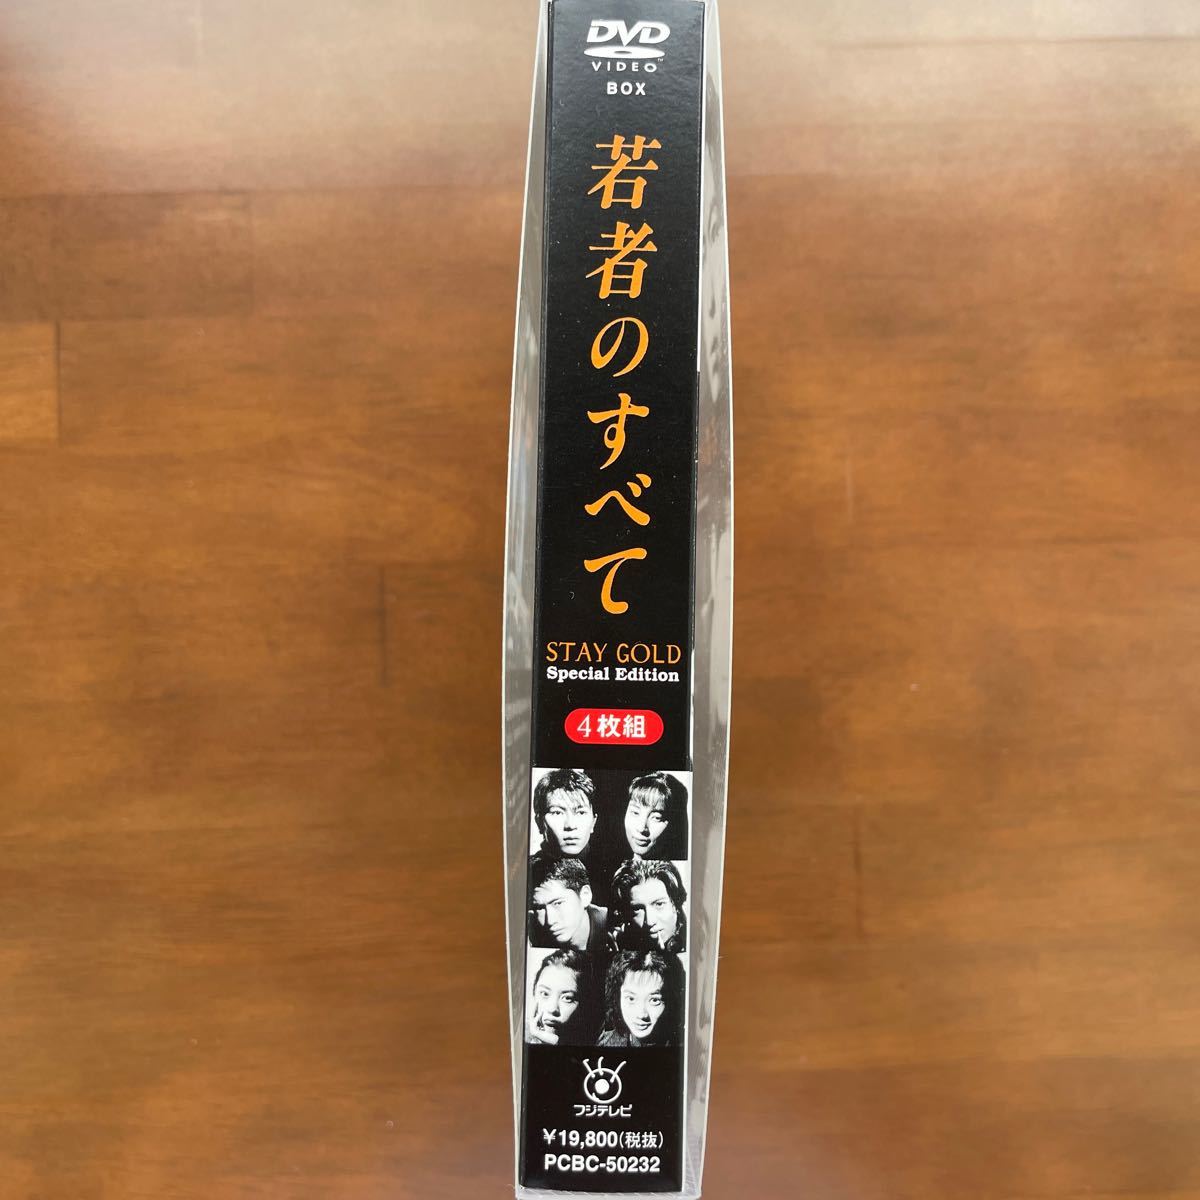 DVD
VIDEO™
BOX
若者のすべて
STAY GOLD
Special Edition
4枚組
フジテレビ
¥19,800(税抜)
PCBC-50232